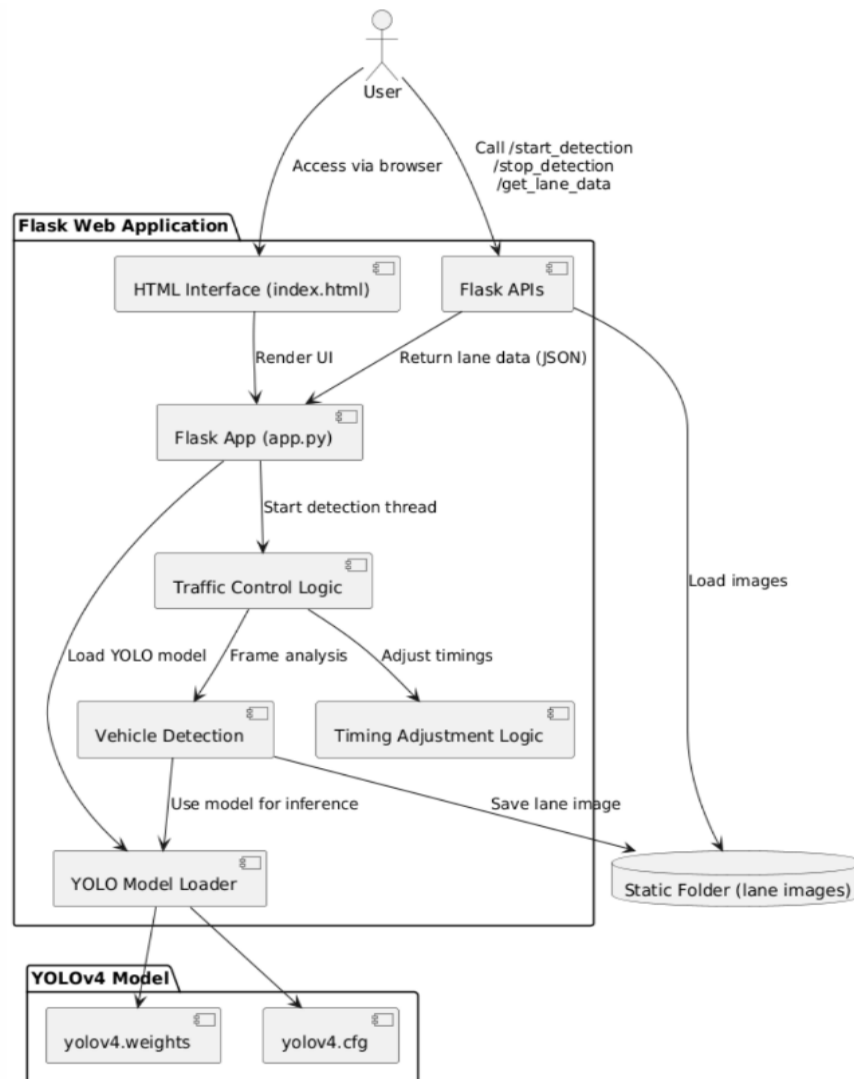 User
Access via browser
Call /start_detection
/stop_detection
/get_lane_data
Flask Web Application
HTML Interface (index.html)
Flask APIs
Render UI
Return lane data (JSON)
Flask App (app.py)
Start detection thread
Traffic Control Logic
Load images
Load YOLO model
Frame analysis
Adjust timings
Vehicle Detection
Timing Adjustment Logic
Use model for inference
Save lane image
YOLO Model Loader
Static Folder (lane images)
YOLOv4 Model
yolov4.weights
yolov4.cfg